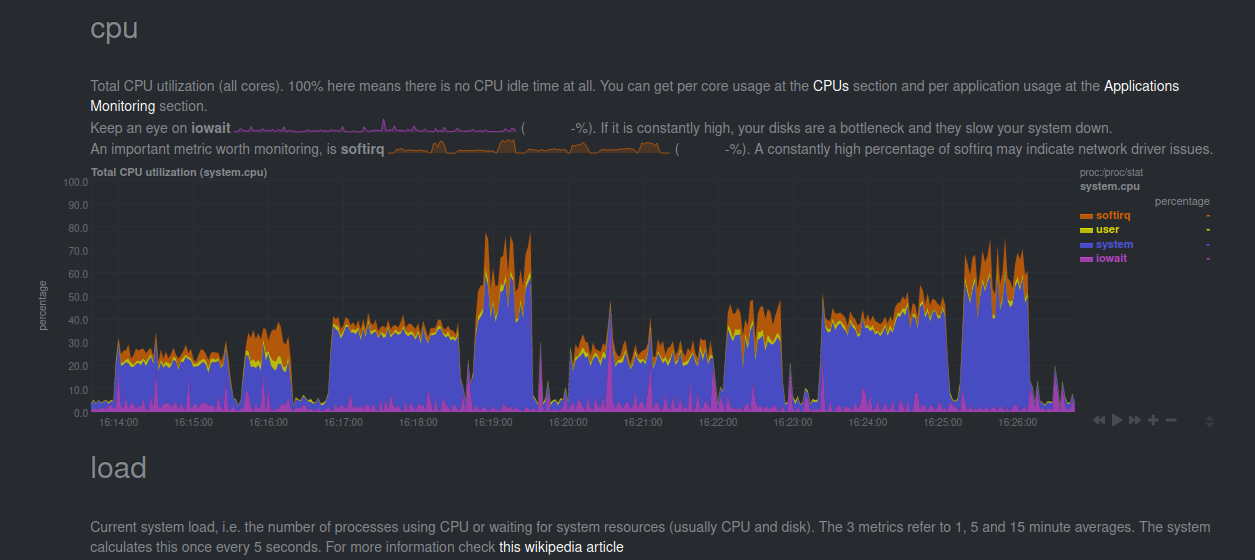 cpu
Total CPU utilization (all cores). 100% here means there is no CPU idle time at all. You can get per core usage at the CPUs section and per application usage at the Applications
Monitoring section.
Keep an eye on iowait ( -%). If it is constantly high, your disks are a bottleneck and they slow your system down.
An important metric worth monitoring, is softirq ( -%). A constantly high percentage of softirq may indicate network driver issues.
Total CPU utilization (system.cpu)
proc:/proc/stat
system.cpu
percentage
softirq -
user -
system -
iowait -
percentage
100.0
90.0
80.0
70.0
60.0
50.0
40.0
30.0
20.0
10.0
0.0
16:14:00 16:15:00 16:16:00 16:17:00 16:18:00 16:19:00 16:20:00 16:21:00 16:22:00 16:23:00 16:24:00 16:25:00 16:26:00
load
Current system load, i.e. the number of processes using CPU or waiting for system resources (usually CPU and disk). The 3 metrics refer to 1, 5 and 15 minute averages. The system
calculates this once every 5 seconds. For more information check this wikipedia article